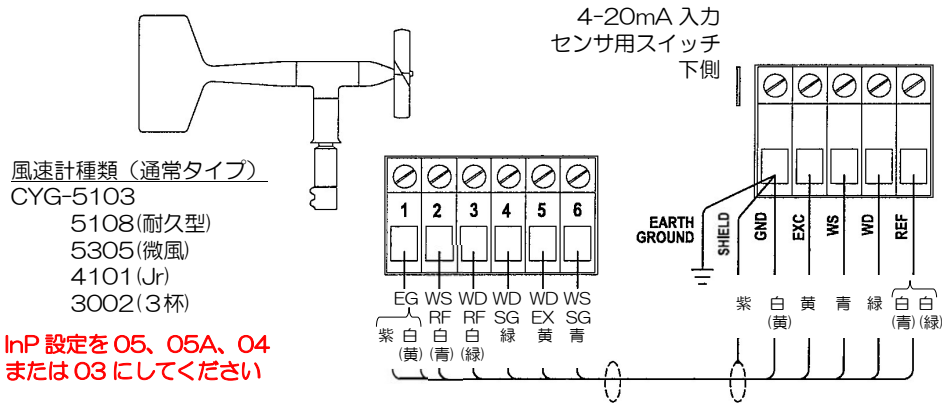 4-20mA 入力
センサ用スイッチ
下側
風速計種類（通常タイプ）
CYG-5103
5108(耐久型)
5305(微風)
4101(Jr)
3002(３杯)
InP 設定を 05、05A、04
または 03 にしてください
1 2 3 4 5 6
EG WS WD WD WD WS
RF RF SG EX SG
紫 白 白 白 緑 黄 青
(黄) (青) (緑)
EARTH
GROUND
SHIELD
GND
EXC
WS
WD
REF
紫 白 黄 青 緑 白 白
(黄) (青) (緑)